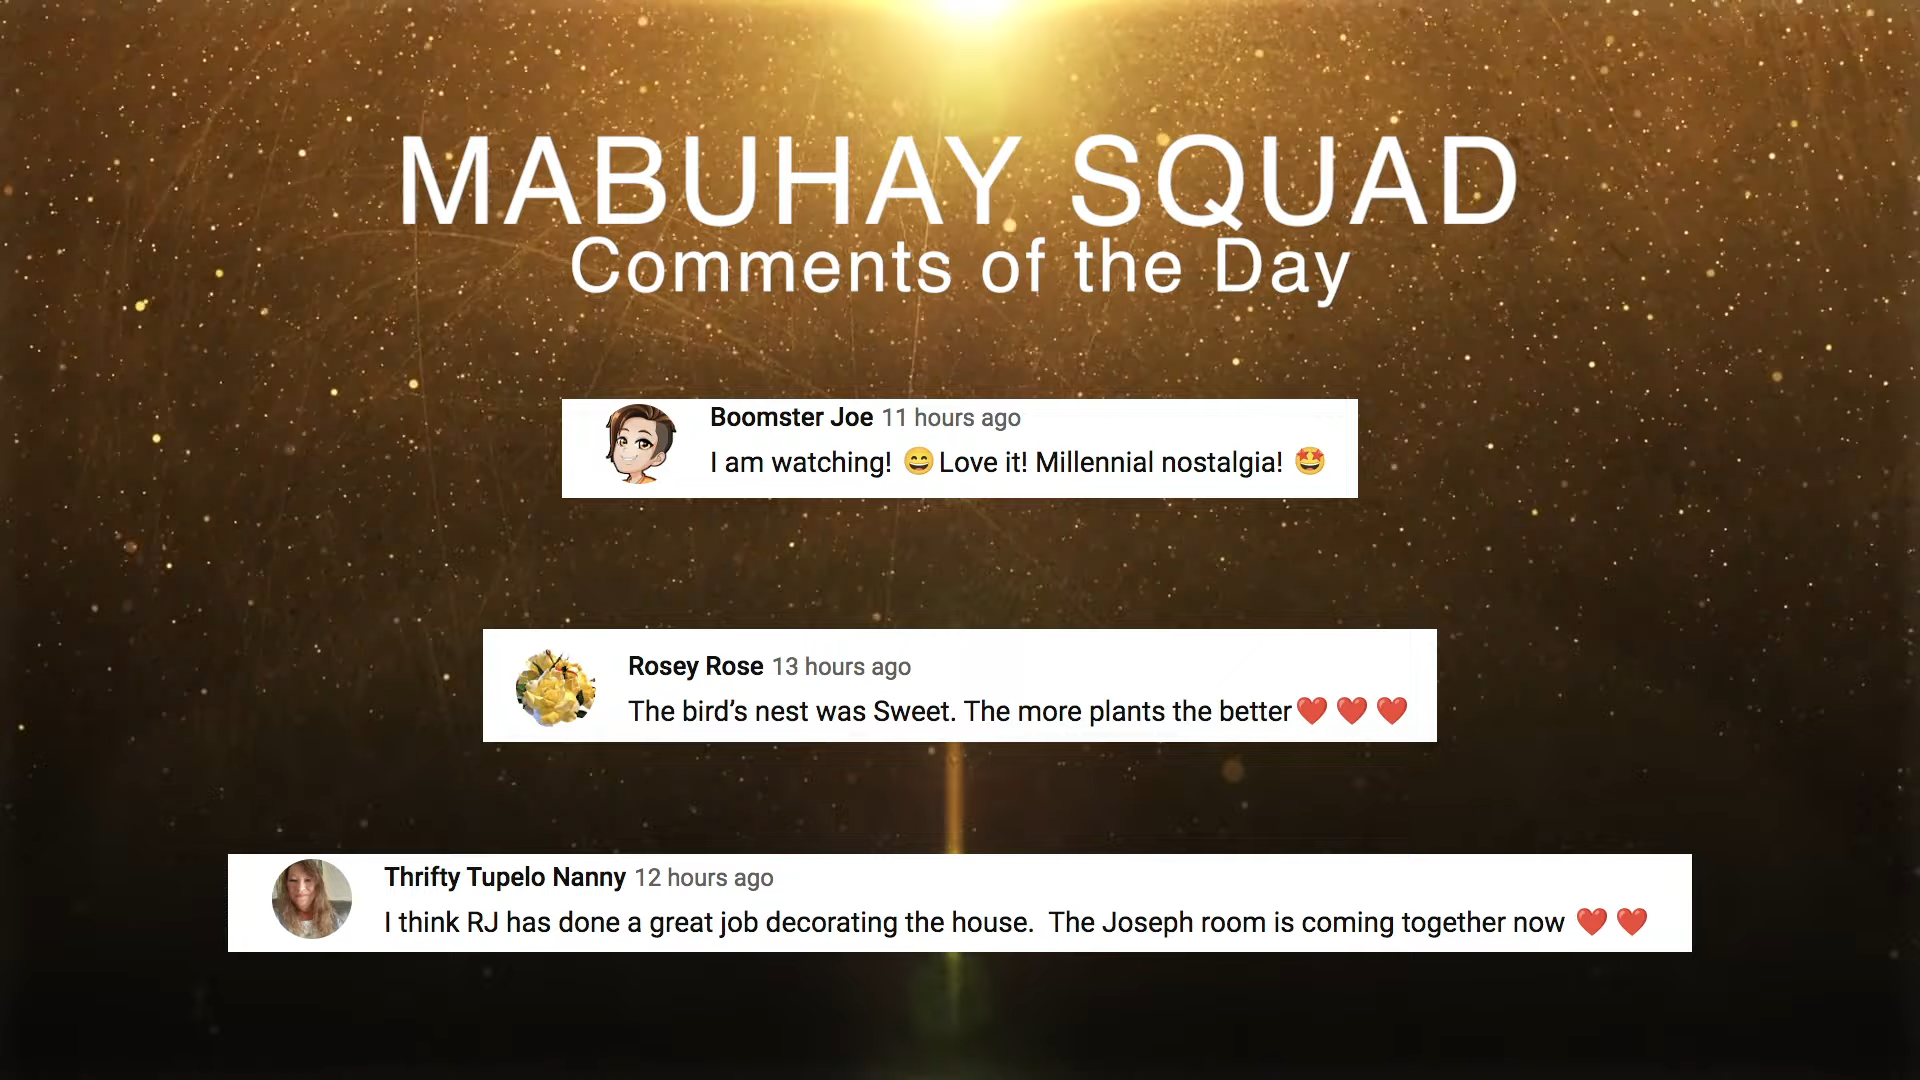 MABUHAY SQUAD
Comments of the Day
Boomster Joe 11 hours ago
I am watching! 😄Love it! Millennial nostalgia! 🤩
Rosey Rose 13 hours ago
The bird’s nest was Sweet. The more plants the better❤️❤️❤️
Thrifty Tupelo Nanny 12 hours ago
I think RJ has done a great job decorating the house.  The Joseph room is coming together now ❤️❤️